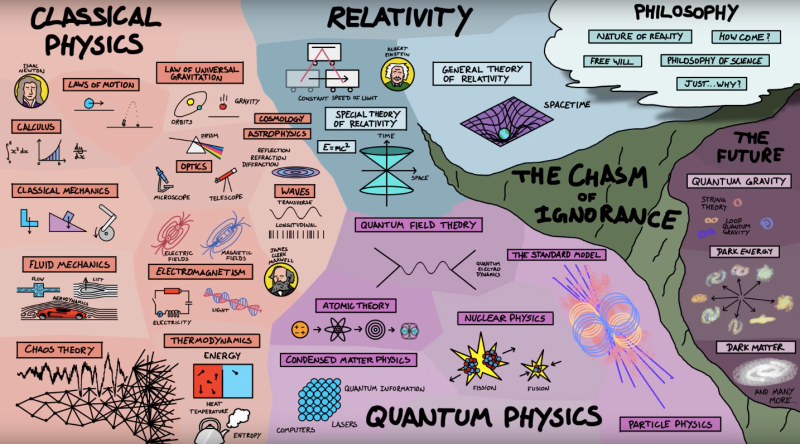 CLASSICAL
PHYSICS
ISAAC
NEWTON
LAWS OF MOTION
LAW OF UNIVERSAL
GRAVITATION
ORBITS
GRAVITY
CALCULUS
∫x² dx
dy/dx
PRISM
OPTICS
MICROSCOPE
TELESCOPE
COSMOLOGY
ASTROPHYSICS
REFLECTION
REFRACTION
DIFFRACTION
CLASSICAL MECHANICS
WAVES
TRANSVERSE
LONGITUDINAL
ELECTRIC
FIELDS
MAGNETIC
FIELDS
JAMES
CLERK
MAXWELL
FLUID MECHANICS
FLOW
LIFT
AERODYNAMICS
ELECTROMAGNETISM
ELECTRICITY
LIGHT
CHAOS THEORY
THERMODYNAMICS
ENERGY
HEAT
TEMPERATURE
ENTROPY
RELATIVITY
CONSTANT SPEED OF LIGHT
ALBERT
EINSTEIN
GENERAL THEORY
OF RELATIVITY
SPACETIME
SPECIAL THEORY
OF RELATIVITY
E=mc²
TIME
SPACE
PHILOSOPHY
NATURE OF REALITY
HOW COME?
FREE WILL
PHILOSOPHY OF SCIENCE
JUST...WHY?
THE CHASM
OF
IGNORANCE
THE
FUTURE
QUANTUM GRAVITY
STRING
THEORY
LOOP
QUANTUM
GRAVITY
DARK ENERGY
DARK MATTER
AND MANY
MORE...
QUANTUM FIELD THEORY
QUANTUM
ELECTRO
DYNAMICS
THE STANDARD MODEL
ATOMIC THEORY
NUCLEAR PHYSICS
FISSION
FUSION
CONDENSED MATTER PHYSICS
QUANTUM INFORMATION
LASERS
COMPUTERS
QUANTUM PHYSICS
PARTICLE PHYSICS